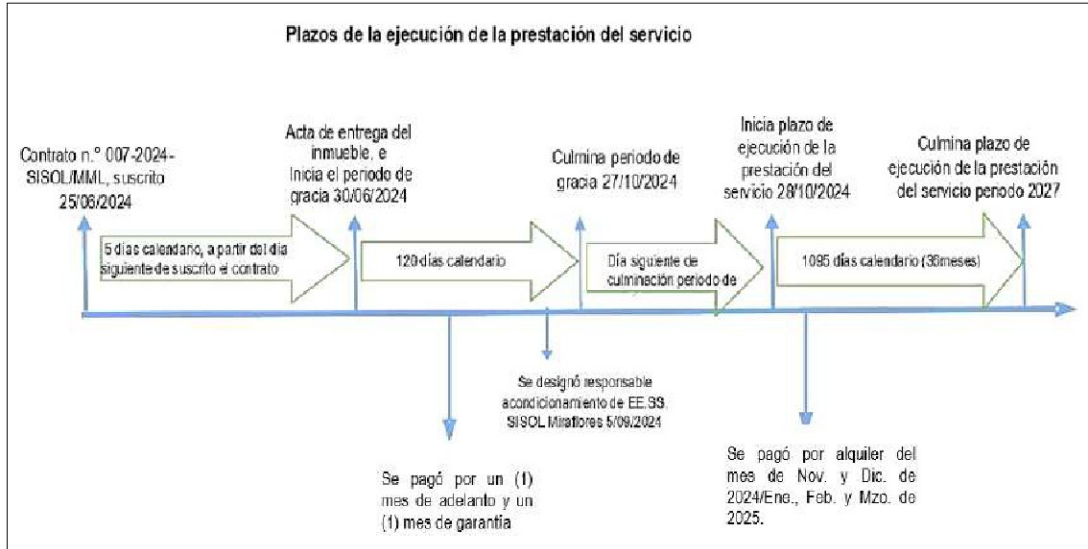 Plazos de la ejecución de la prestación del servicio
Contrato n.° 007-2024-
SISOL/MML, suscrito
25/06/2024
Acta de entrega del
inmueble, e
Inicia el periodo de
gracia 30/06/2024
Culmina periodo de
gracia 27/10/2024
Inicia plazo de
ejecución de la
prestación del
servicio 28/10/2024
Culmina plazo de
ejecución de la prestación
del servicio periodo 2027
5 días calendario, a partir del día
siguiente de suscrito el contrato
120 días calendario
Día siguiente de
culminación periodo de
1095 días calendario (36meses)
Se designó responsable
acondicionamiento de EE.SS.
SISOL Miraflores 5/09/2024
Se pagó por un (1)
mes de adelanto y un
(1) mes de garantía
Se pagó por alquiler del
mes de Nov. y Dic. de
2024/Ene., Feb. y Mzo. de
2025.